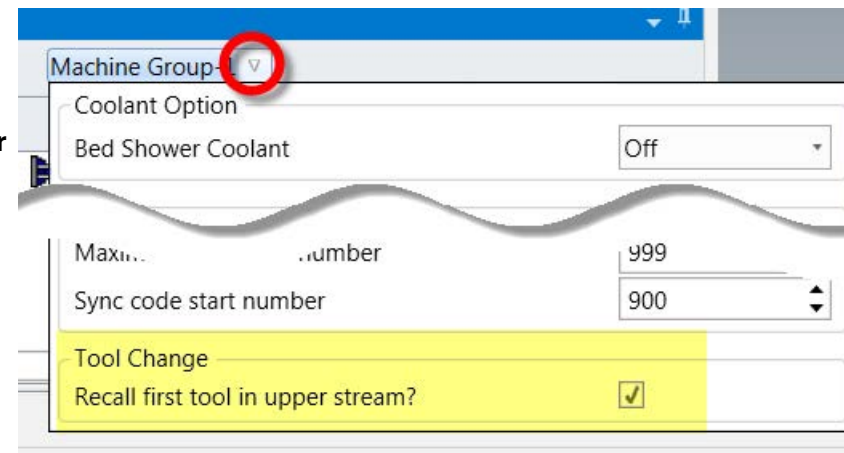 Machine Group-1
Coolant Option
r
Bed Shower Coolant Off
999
Sync code start number 900
Tool Change
Recall first tool in upper stream?